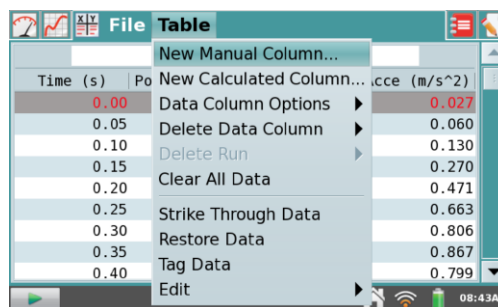 X Y File Table
New Manual Column...
New Calculated Column...
Time (s) Po Acce (m/s^2)
Data Column Options
0.00 0.027
0.05 0.060
Delete Data Column
0.10 0.130
Delete Run
0.15 0.270
Clear All Data
0.20 0.471
0.25 0.663
Strike Through Data
0.30 0.806
Restore Data
0.35 0.867
Tag Data
0.40 0.799
Edit
08:43A